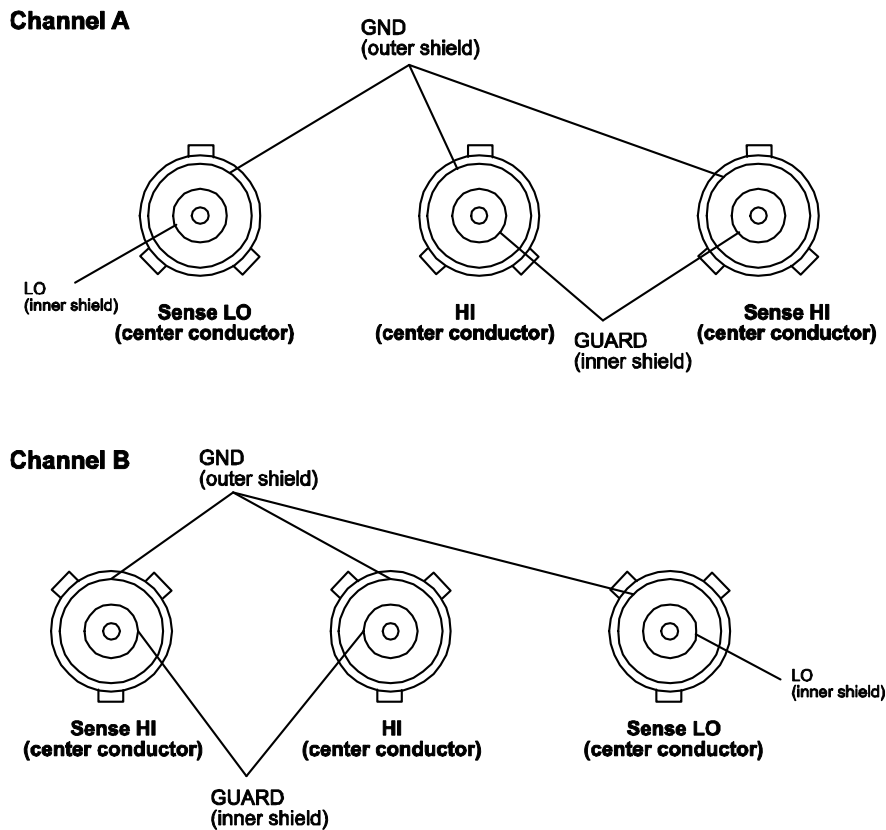 Channel A
GND
(outer shield)
LO
(inner shield)
Sense LO
(center conductor)
HI
(center conductor)
Sense HI
(center conductor)
GUARD
(inner shield)
Channel B
GND
(outer shield)
LO
(inner shield)
Sense HI
(center conductor)
HI
(center conductor)
Sense LO
(center conductor)
GUARD
(inner shield)